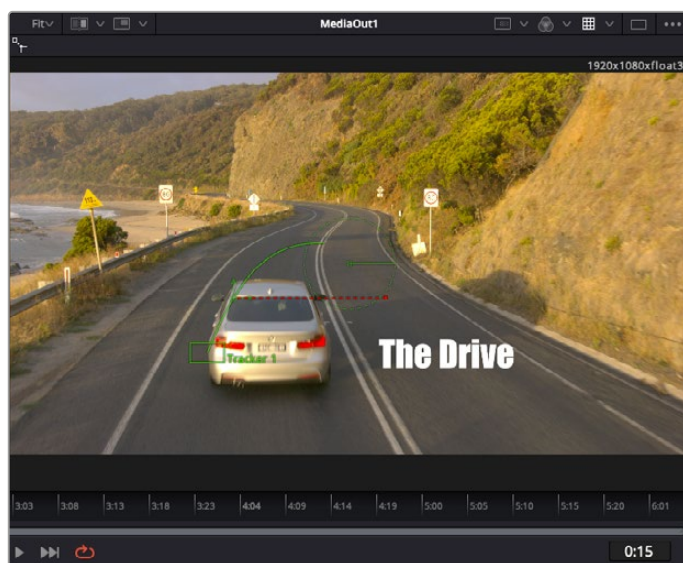 Fit MediaOut1
1920x1080xfloat3
Tracker 1
The Drive
3:03 3:08 3:13 3:18 3:23 4:04 4:09 4:14 4:19 5:00 5:05 5:10 5:15 5:20 6:01
0:15